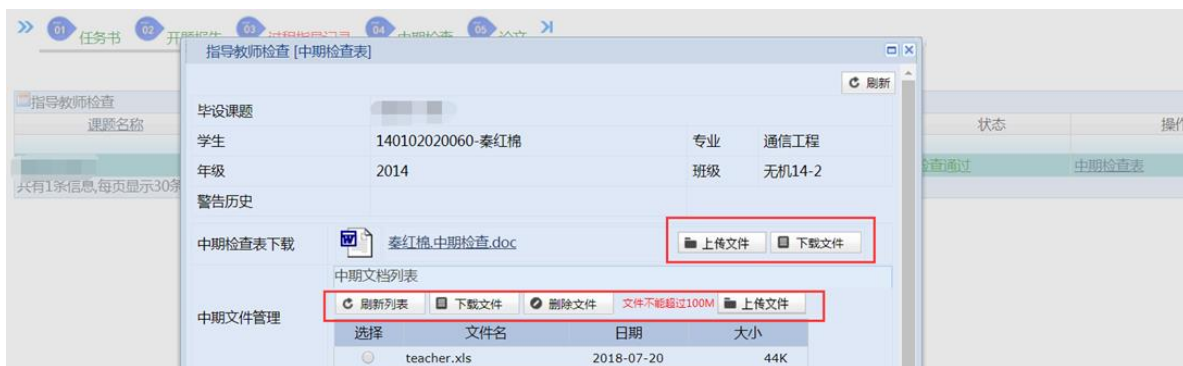 01 任务书 02 开题报告 03 过程指导记录 04 中期检查 05 论文
指导教师检查 [中期检查表]
刷新
指导教师检查
课题名称 状态 操作
毕设课题
学生 140102020060-秦红棉 专业 通信工程
年级 2014 班级 无机14-2
检查通过 中期检查表
共有1条信息,每页显示30条
警告历史
中期检查表下载 秦红棉.中期检查.doc 上传文件 下载文件
中期文档列表
中期文件管理
刷新列表 下载文件 删除文件 文件不能超过100M 上传文件
选择 文件名 日期 大小
teacher.xls 2018-07-20 44K